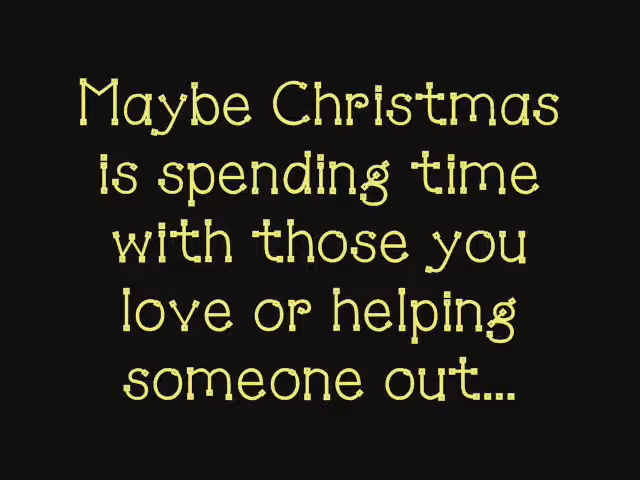 Maybe Christmas
is spending time
with those you
love or helping
someone out...